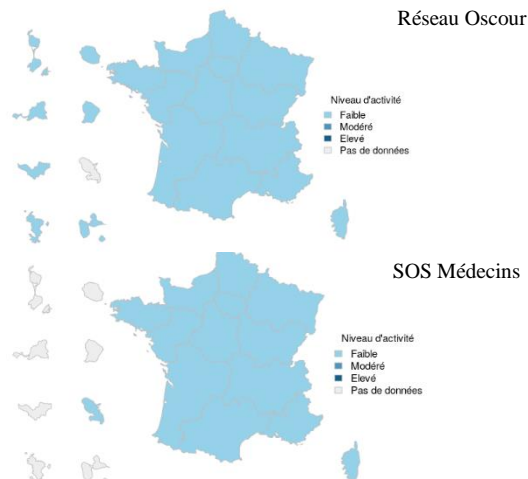 Réseau Oscour
Niveau d'activité
Faible
Modéré
Elevé
Pas de données
SOS Médecins
Niveau d'activité
Faible
Modéré
Elevé
Pas de données